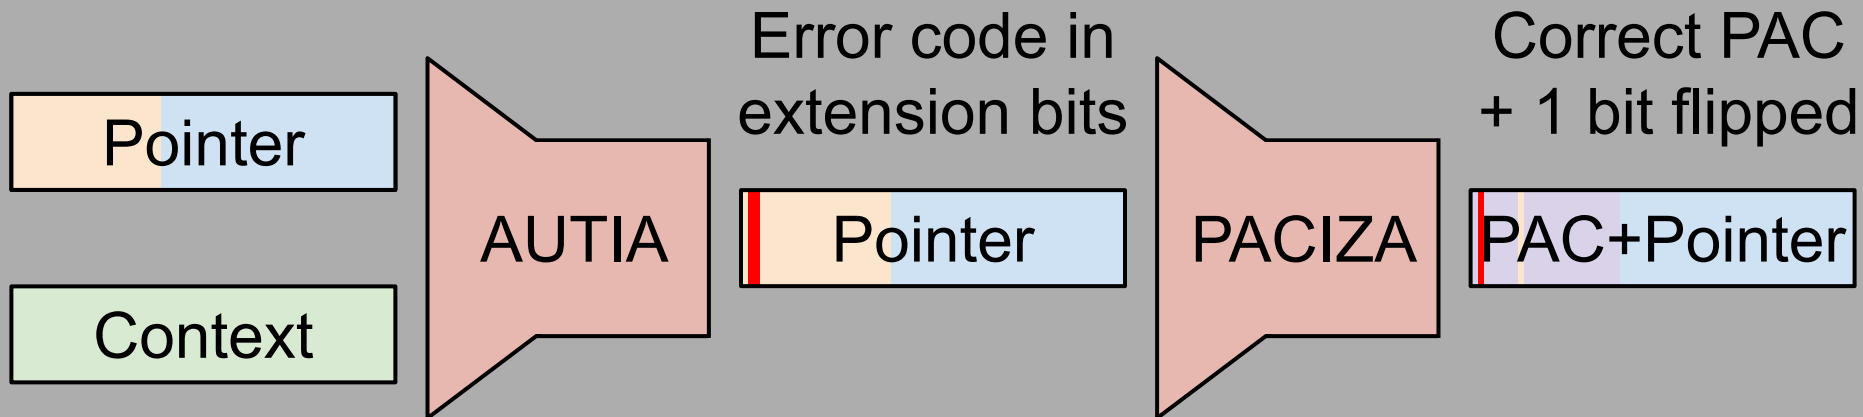 Pointer
Context
AUTIA
Error code in
extension bits
Pointer
PACIZA
Correct PAC
+ 1 bit flipped
PAC+Pointer